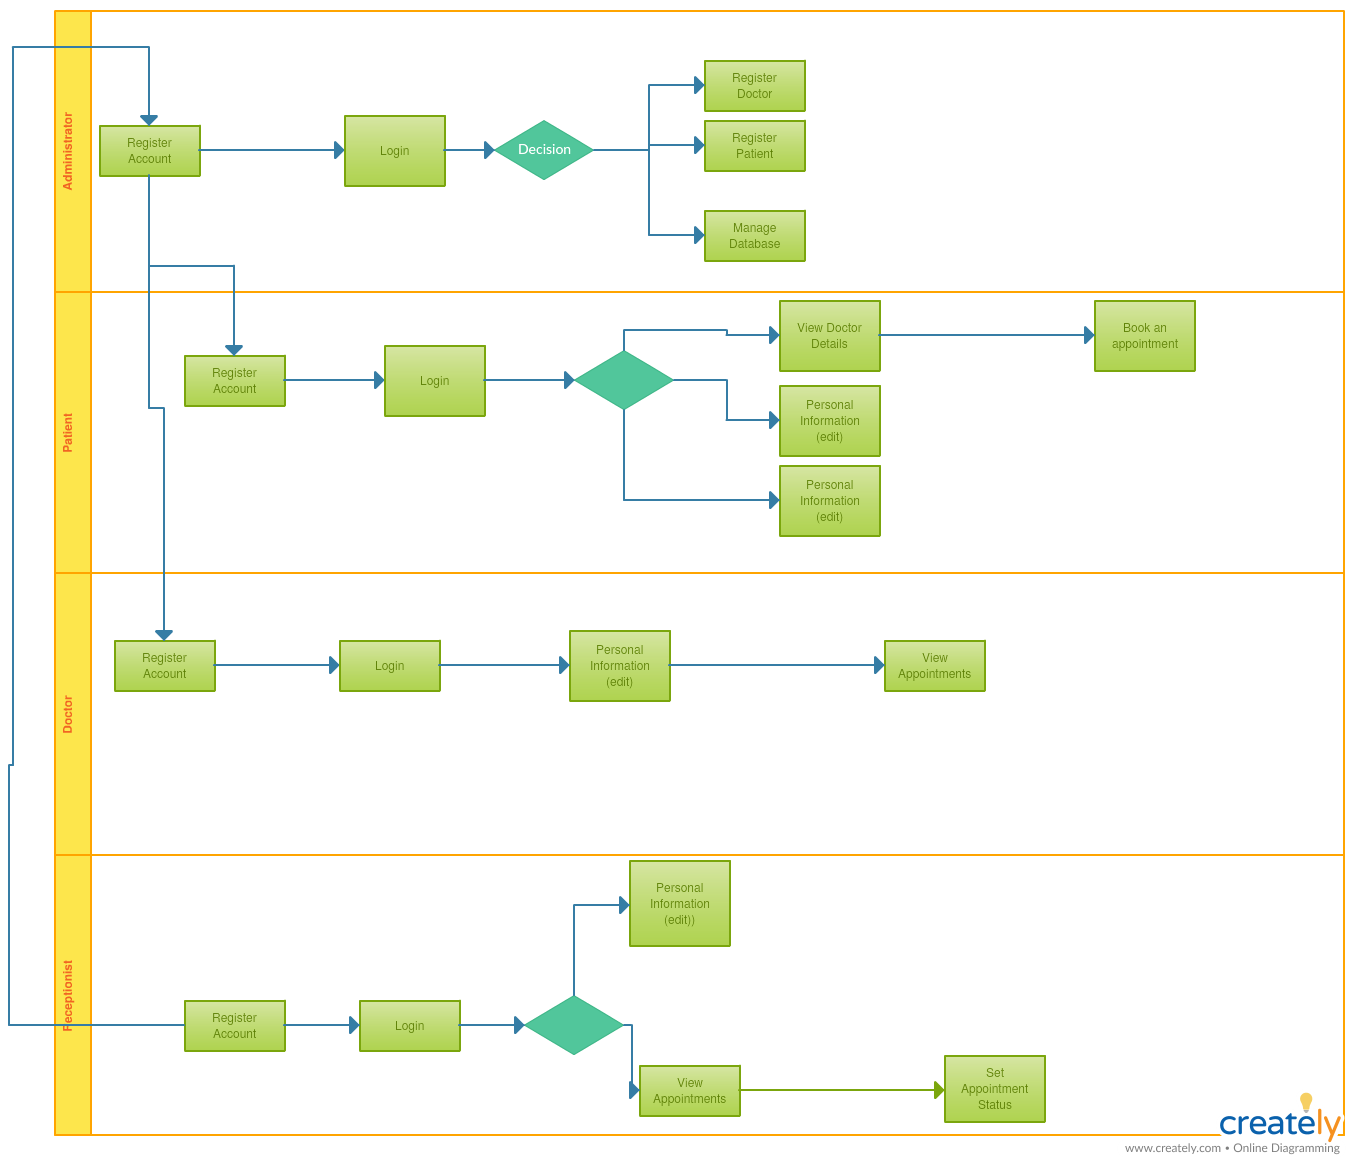 Administrator
Register
Account
Login
Decision
Register
Doctor
Register
Patient
Manage
Database
Patient
Register
Account
Login
View Doctor
Details
Book an
appointment
Personal
Information
(edit)
Personal
Information
(edit)
Doctor
Register
Account
Login
Personal
Information
(edit)
View
Appointments
Receptionist
Personal
Information
(edit))
Register
Account
Login
View
Appointments
Set
Appointment
Status
creately
www.creately.com • Online Diagramming